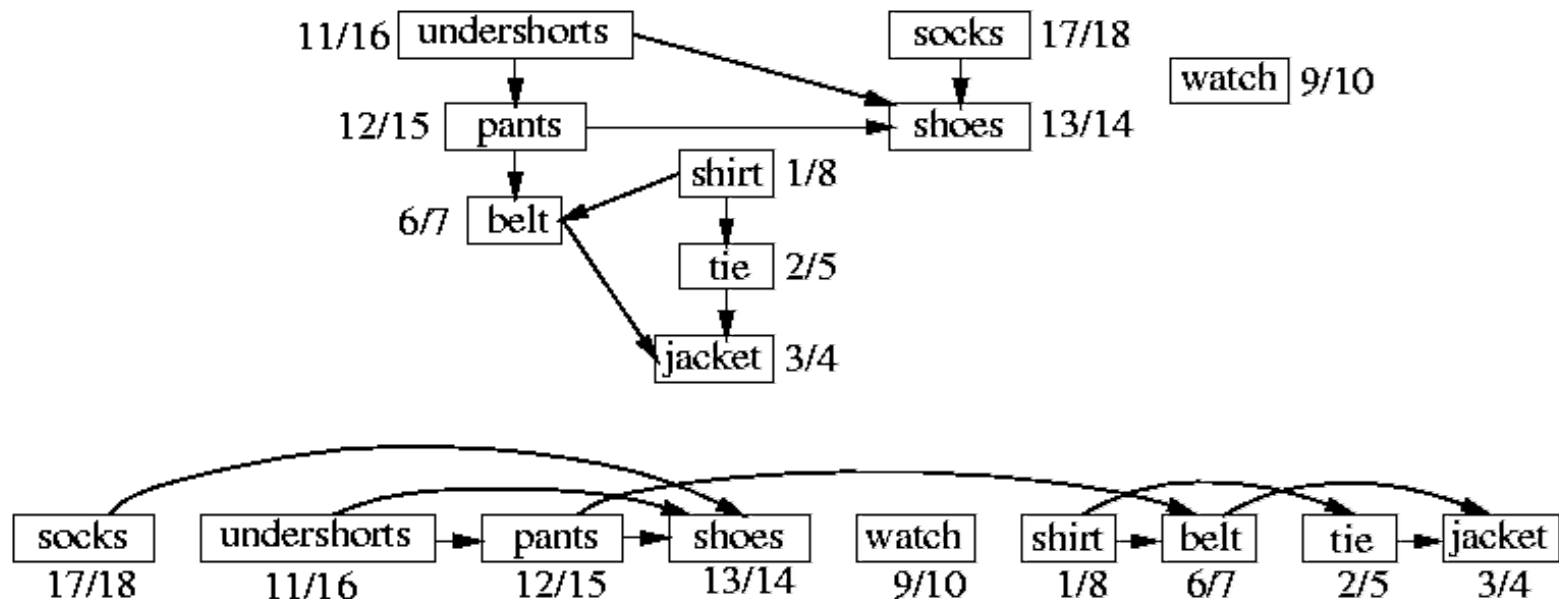 11/16 undershorts socks 17/18
watch 9/10
12/15 pants shoes 13/14
shirt 1/8
6/7 belt
tie 2/5
jacket 3/4
socks undershorts pants shoes watch shirt belt tie jacket
17/18 11/16 12/15 13/14 9/10 1/8 6/7 2/5 3/4